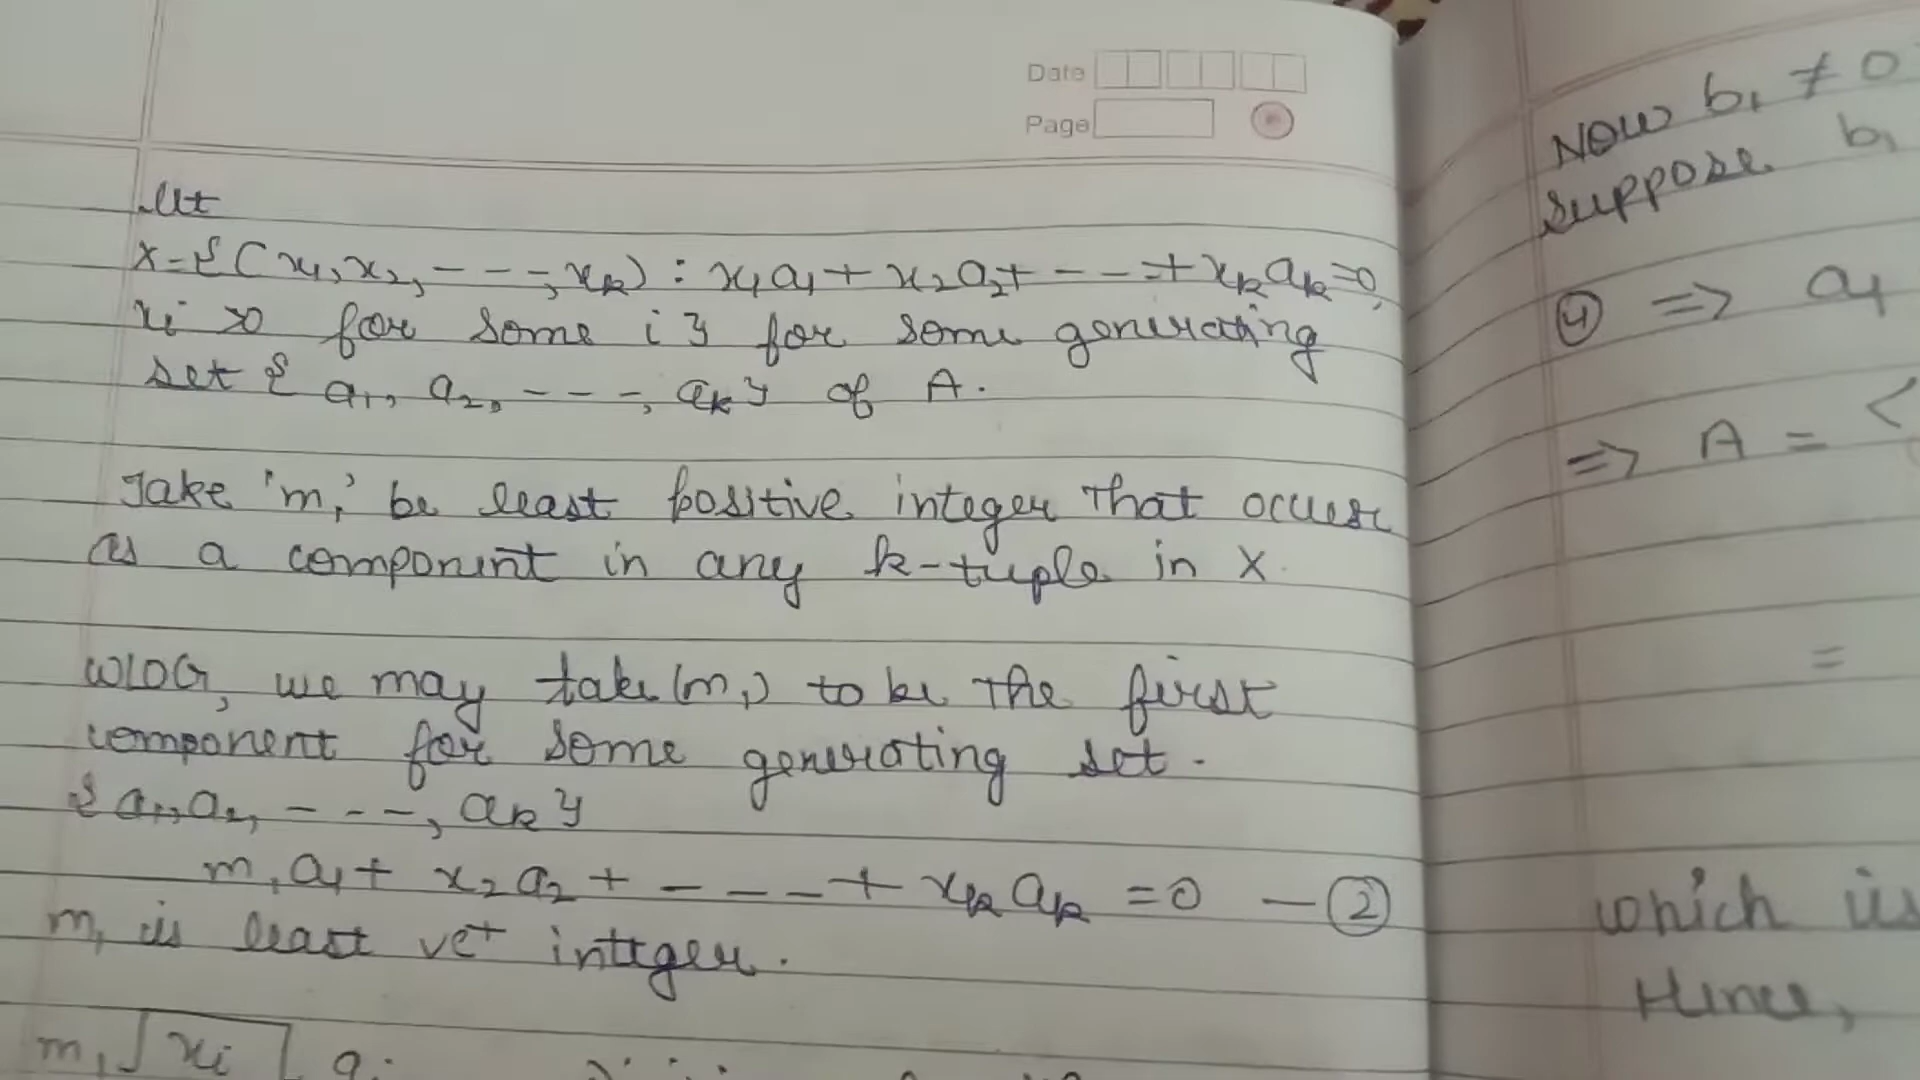 Date
Page
Let
X={(x1,x2,----,xk): x1a1+x2a2+----+xkak=0,
xi>0 for some i} for some generating
set {a1, a2,----, ak} of A.
Take 'm1' be least positive integer that occurs
as a component in any k-tuple in X.
WLOG, we may take (m1) to be the first
component for some generating set.
{a1,a2,----, ak}
m1a1+ x2a2 + ---- + xkak =0 —②
m1 is least ve+ integer.
m1 xi
Now b1 ≠ 0
suppose b1
④ => a1
=> A = <
=
which is
Hence,